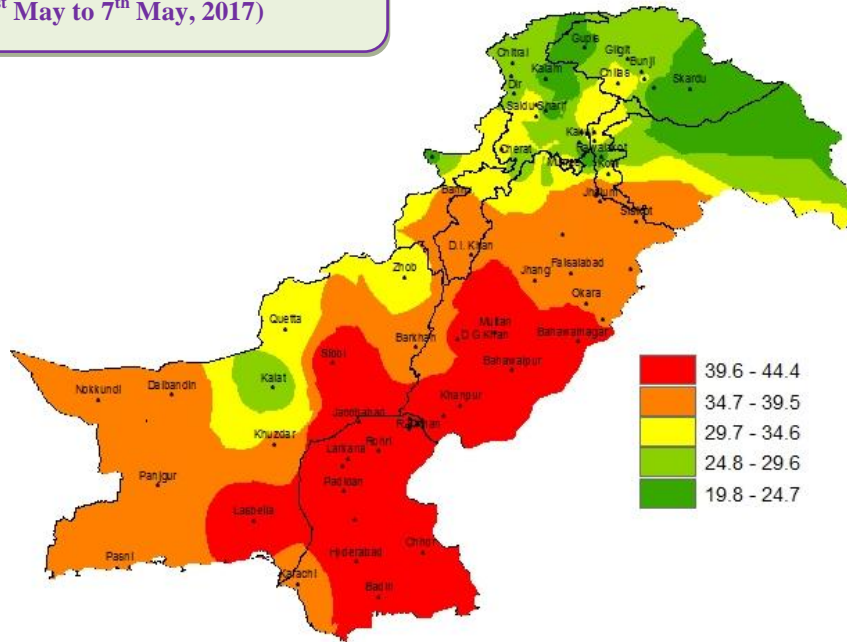 st May to 7th May, 2017)
Chitral
Gupis
Gilgit
Bunji
Kalam
Chilas
Skardu
Dir
Saidu Sharif
Cherat
Kotli
Bannu
Jhelum
Sialkot
D.I. Khan
Zhob
Jhang
Faisalabad
Okara
Quetta
Multan
D G Khan
Bahawalnagar
Barkhan
Sibbi
Bahawalpur
39.6 - 44.4
Nokkundi
Dalbandin
Kalat
34.7 - 39.5
Khanpur
29.7 - 34.6
Jacobabad
Khuzdar
24.8 - 29.6
Rohri
Larkana
19.8 - 24.7
Panjgur
Padidan
Lasbella
Chhor
Hyderabad
Pasni
Karachi
Badin